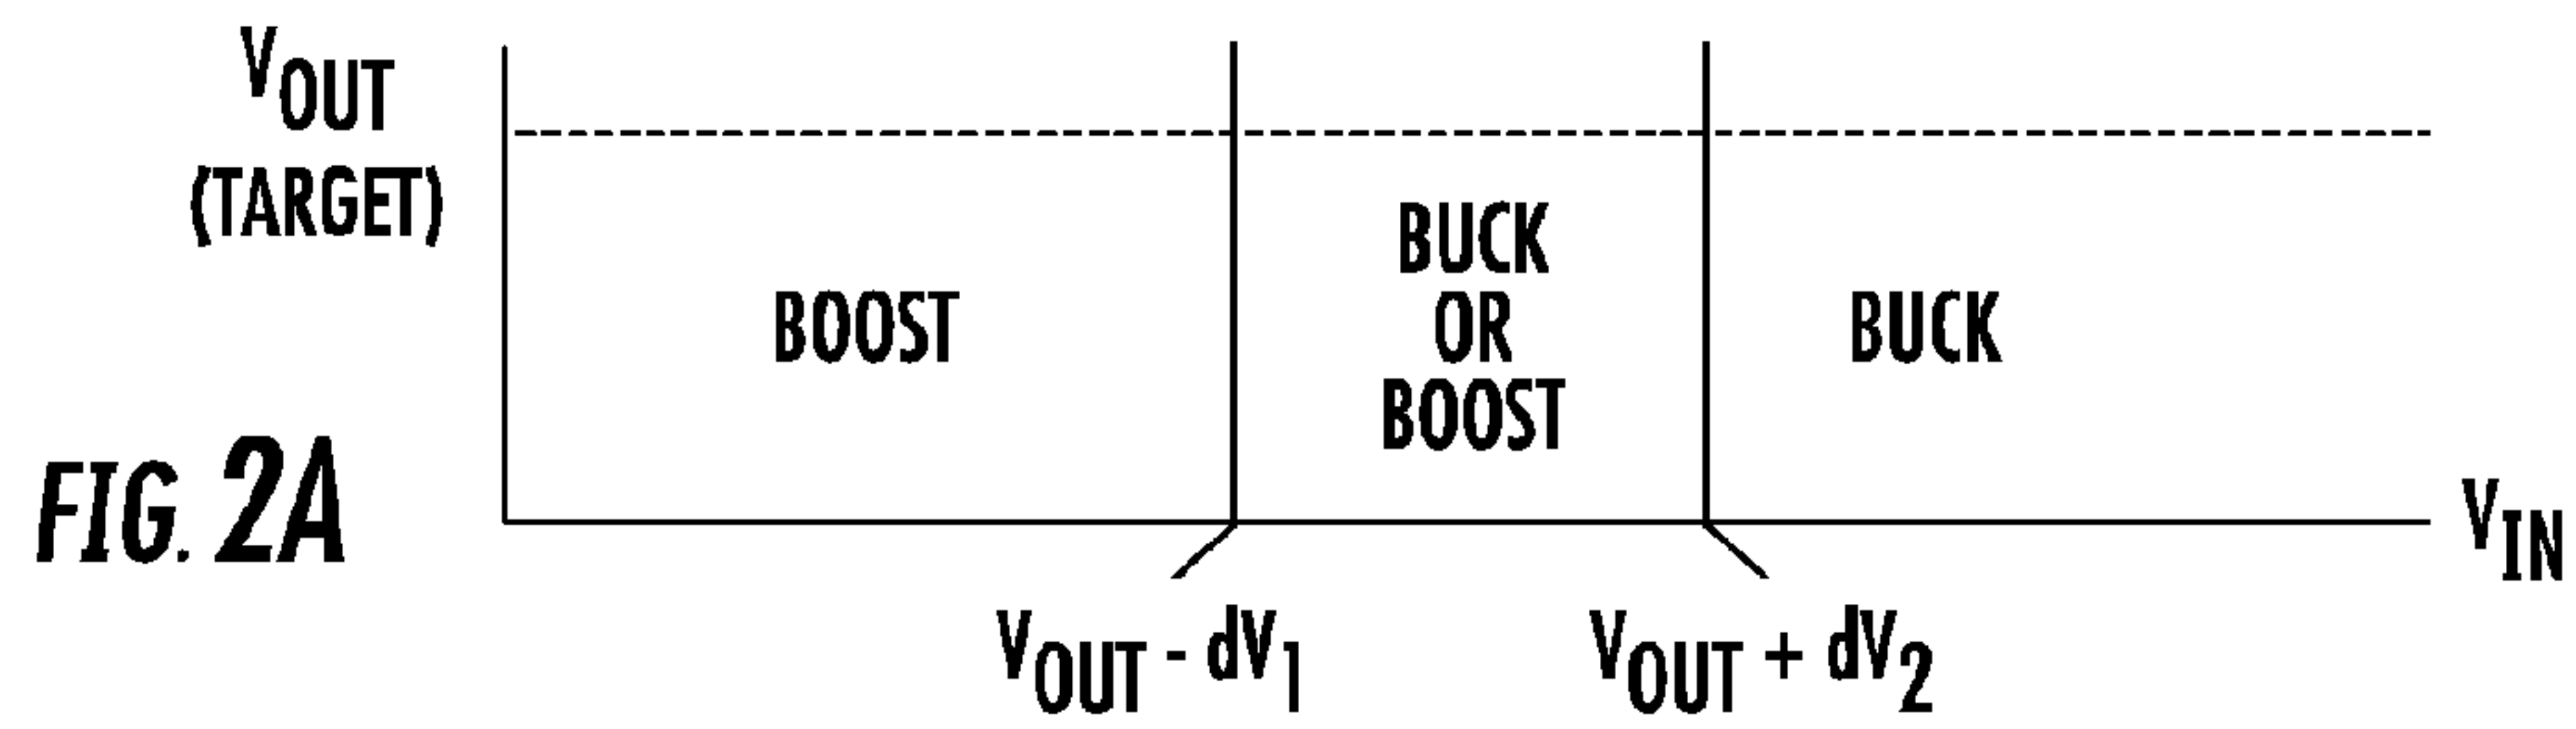 VOUT
(TARGET)
BOOST
BUCK
OR
BOOST
BUCK
FIG. 2A
VIN
VOUT - dV1
VOUT + dV2